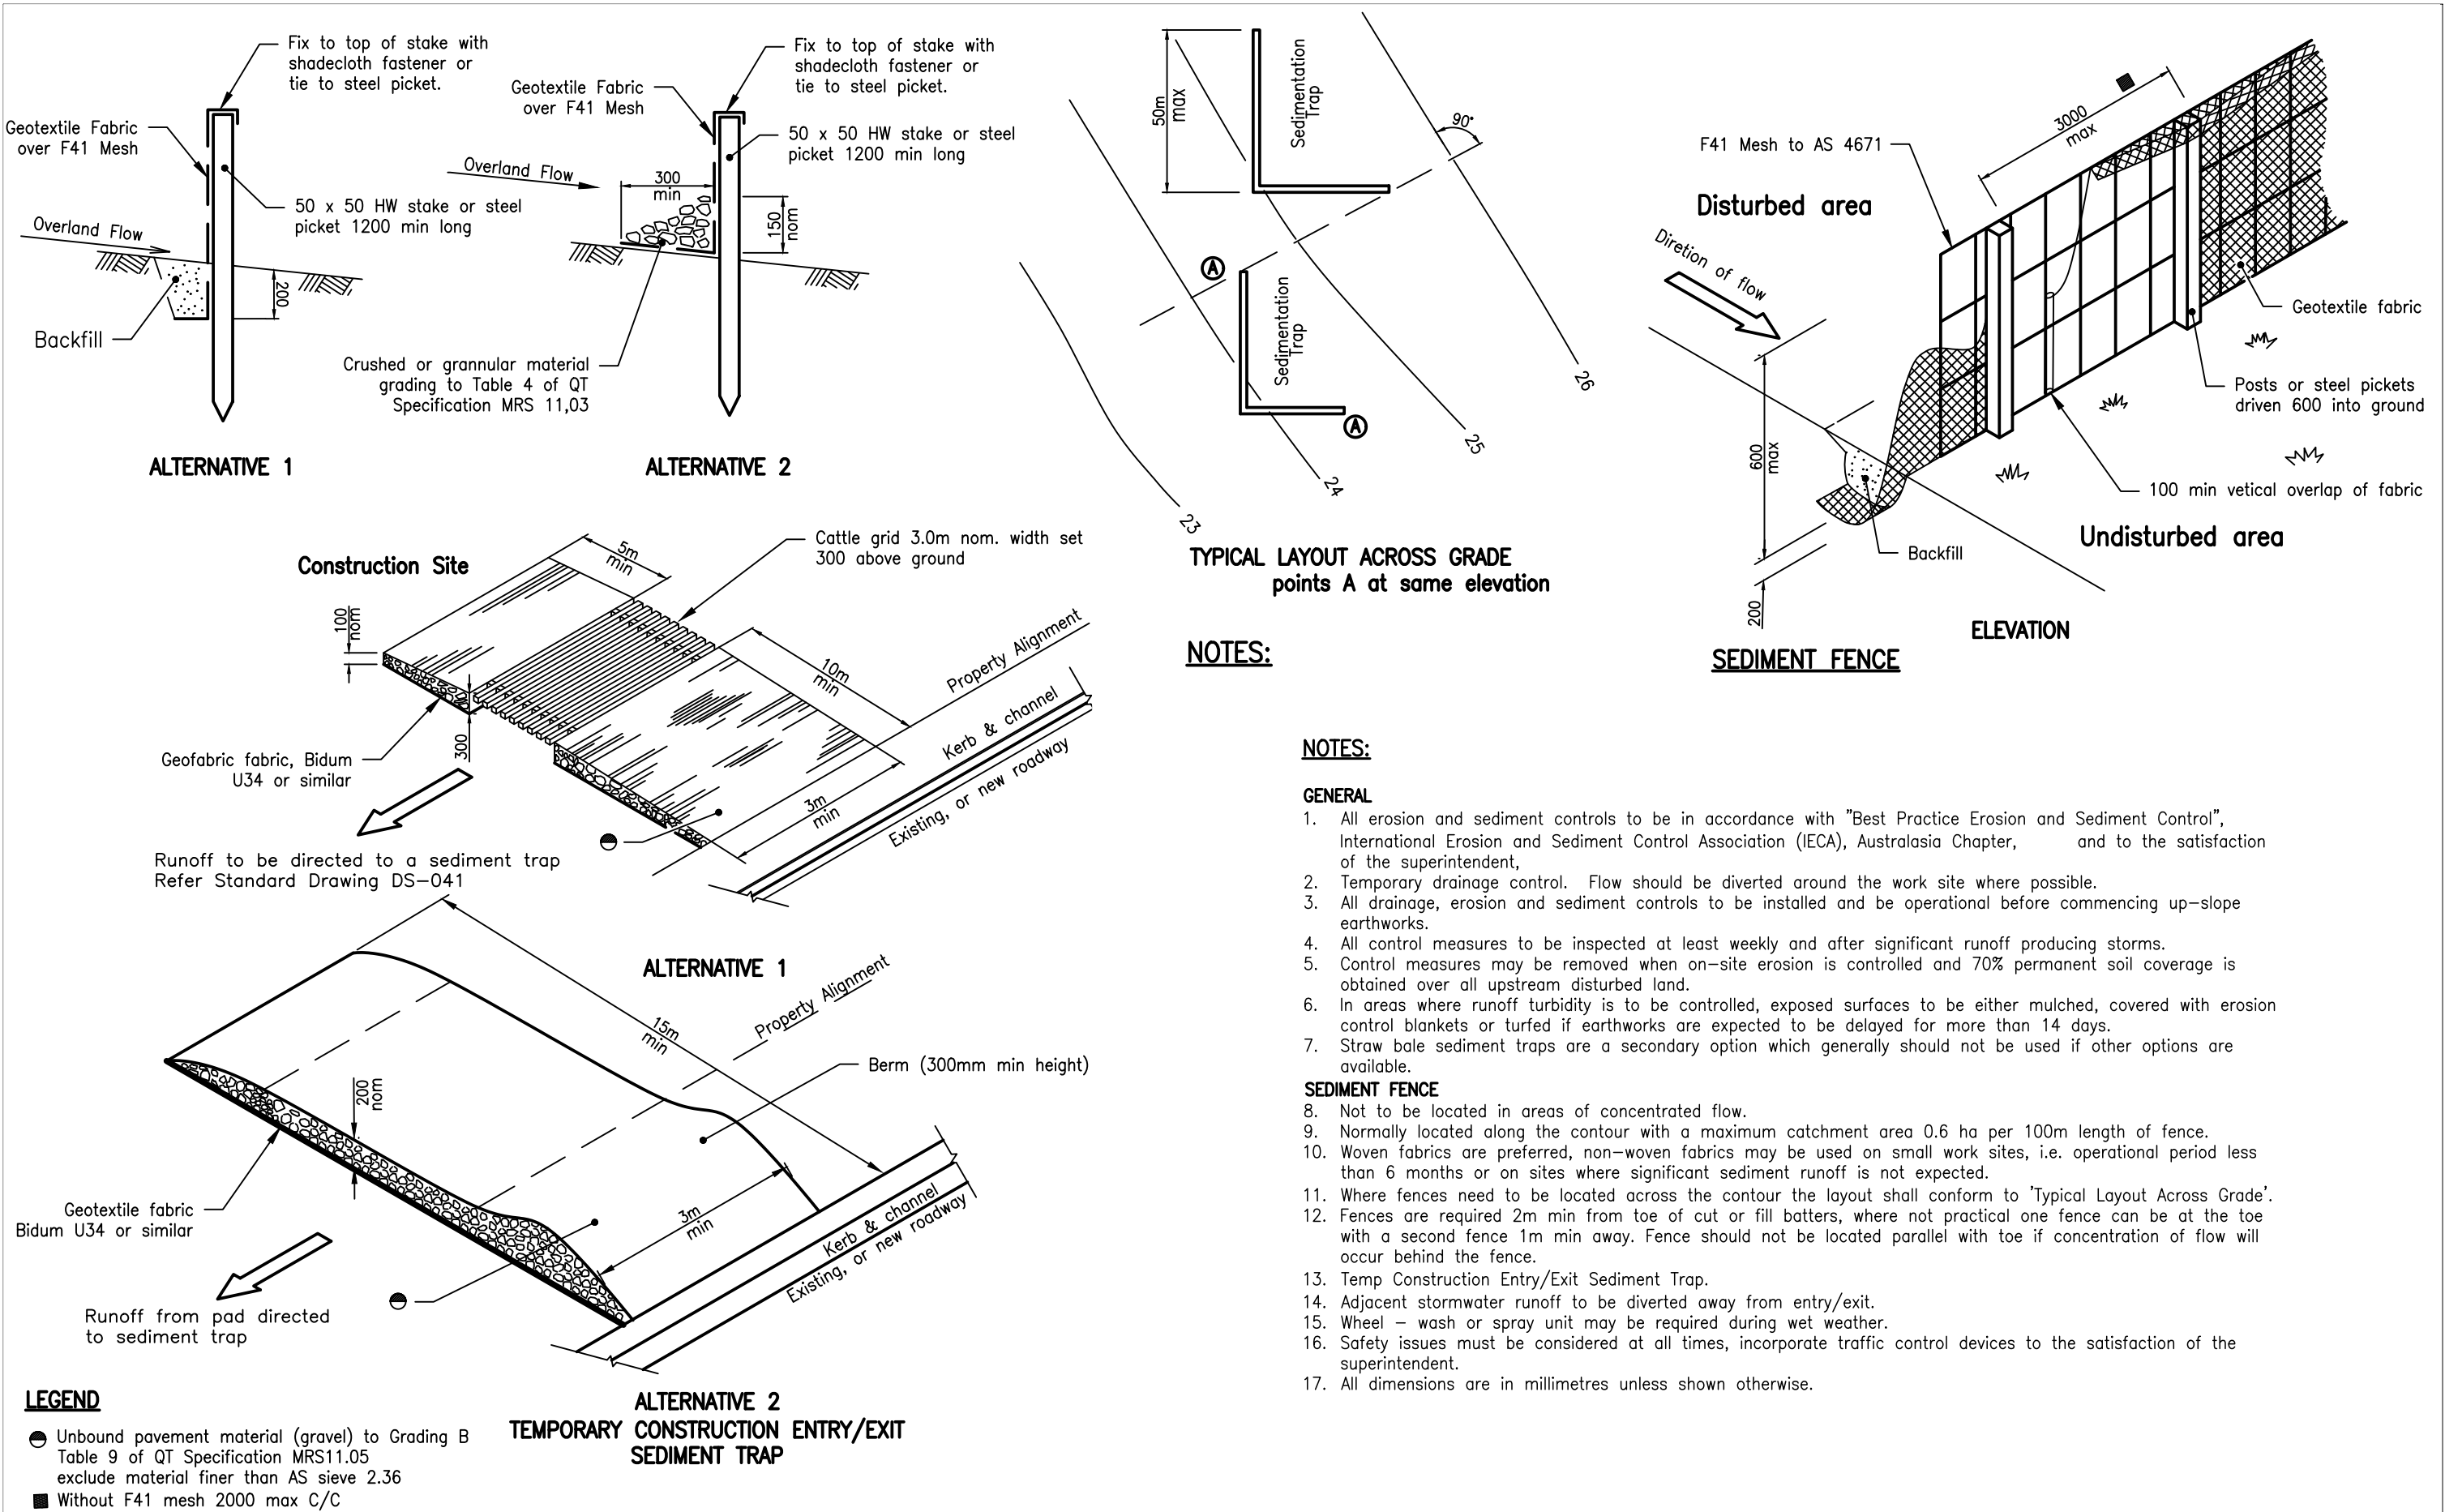 Fix to top of stake with
shadecloth fastener or
tie to steel picket.
Geotextile Fabric
over F41 Mesh
50 x 50 HW stake or steel
picket 1200 min long
Overland Flow
200
Backfill
ALTERNATIVE 1
Fix to top of stake with
shadecloth fastener or
tie to steel picket.
Geotextile Fabric
over F41 Mesh
50 x 50 HW stake or steel
picket 1200 min long
Overland Flow
300
min
150
nom
Crushed or grannular material
grading to Table 4 of QT
Specification MRS 11,03
ALTERNATIVE 2
50m
max
Sedimentation
Trap
90°
A
Sedimentation
Trap
A
26
25
24
23
TYPICAL LAYOUT ACROSS GRADE
points A at same elevation
NOTES:
3000
max
F41 Mesh to AS 4671
Disturbed area
Diretion of flow
Geotextile fabric
Posts or steel pickets
driven 600 into ground
600
max
100 min vetical overlap of fabric
Undisturbed area
Backfill
200
ELEVATION
SEDIMENT FENCE
Construction Site
5m
min
Cattle grid 3.0m nom. width set
300 above ground
100
nom
10m
min
Property Alignment
Kerb & channel
Existing, or new roadway
300
3m
min
Geofabric fabric, Bidum
U34 or similar
Runoff to be directed to a sediment trap
Refer Standard Drawing DS-041
ALTERNATIVE 1
15m
min
Property Alignment
Berm (300mm min height)
200
nom
3m
min
Kerb & channel
Existing, or new roadway
Geotextile fabric
Bidum U34 or similar
Runoff from pad directed
to sediment trap
ALTERNATIVE 2
TEMPORARY CONSTRUCTION ENTRY/EXIT
SEDIMENT TRAP
LEGEND
Unbound pavement material (gravel) to Grading B
Table 9 of QT Specification MRS11.05
exclude material finer than AS sieve 2.36
Without F41 mesh 2000 max C/C
NOTES:
GENERAL
1. All erosion and sediment controls to be in accordance with "Best Practice Erosion and Sediment Control",
International Erosion and Sediment Control Association (IECA), Australasia Chapter, and to the satisfaction
of the superintendent,
2. Temporary drainage control. Flow should be diverted around the work site where possible.
3. All drainage, erosion and sediment controls to be installed and be operational before commencing up-slope
earthworks.
4. All control measures to be inspected at least weekly and after significant runoff producing storms.
5. Control measures may be removed when on-site erosion is controlled and 70% permanent soil coverage is
obtained over all upstream disturbed land.
6. In areas where runoff turbidity is to be controlled, exposed surfaces to be either mulched, covered with erosion
control blankets or turfed if earthworks are expected to be delayed for more than 14 days.
7. Straw bale sediment traps are a secondary option which generally should not be used if other options are
available.
SEDIMENT FENCE
8. Not to be located in areas of concentrated flow.
9. Normally located along the contour with a maximum catchment area 0.6 ha per 100m length of fence.
10. Woven fabrics are preferred, non-woven fabrics may be used on small work sites, i.e. operational period less
than 6 months or on sites where significant sediment runoff is not expected.
11. Where fences need to be located across the contour the layout shall conform to 'Typical Layout Across Grade'.
12. Fences are required 2m min from toe of cut or fill batters, where not practical one fence can be at the toe
with a second fence 1m min away. Fence should not be located parallel with toe if concentration of flow will
occur behind the fence.
13. Temp Construction Entry/Exit Sediment Trap.
14. Adjacent stormwater runoff to be diverted away from entry/exit.
15. Wheel - wash or spray unit may be required during wet weather.
16. Safety issues must be considered at all times, incorporate traffic control devices to the satisfaction of the
superintendent.
17. All dimensions are in millimetres unless shown otherwise.